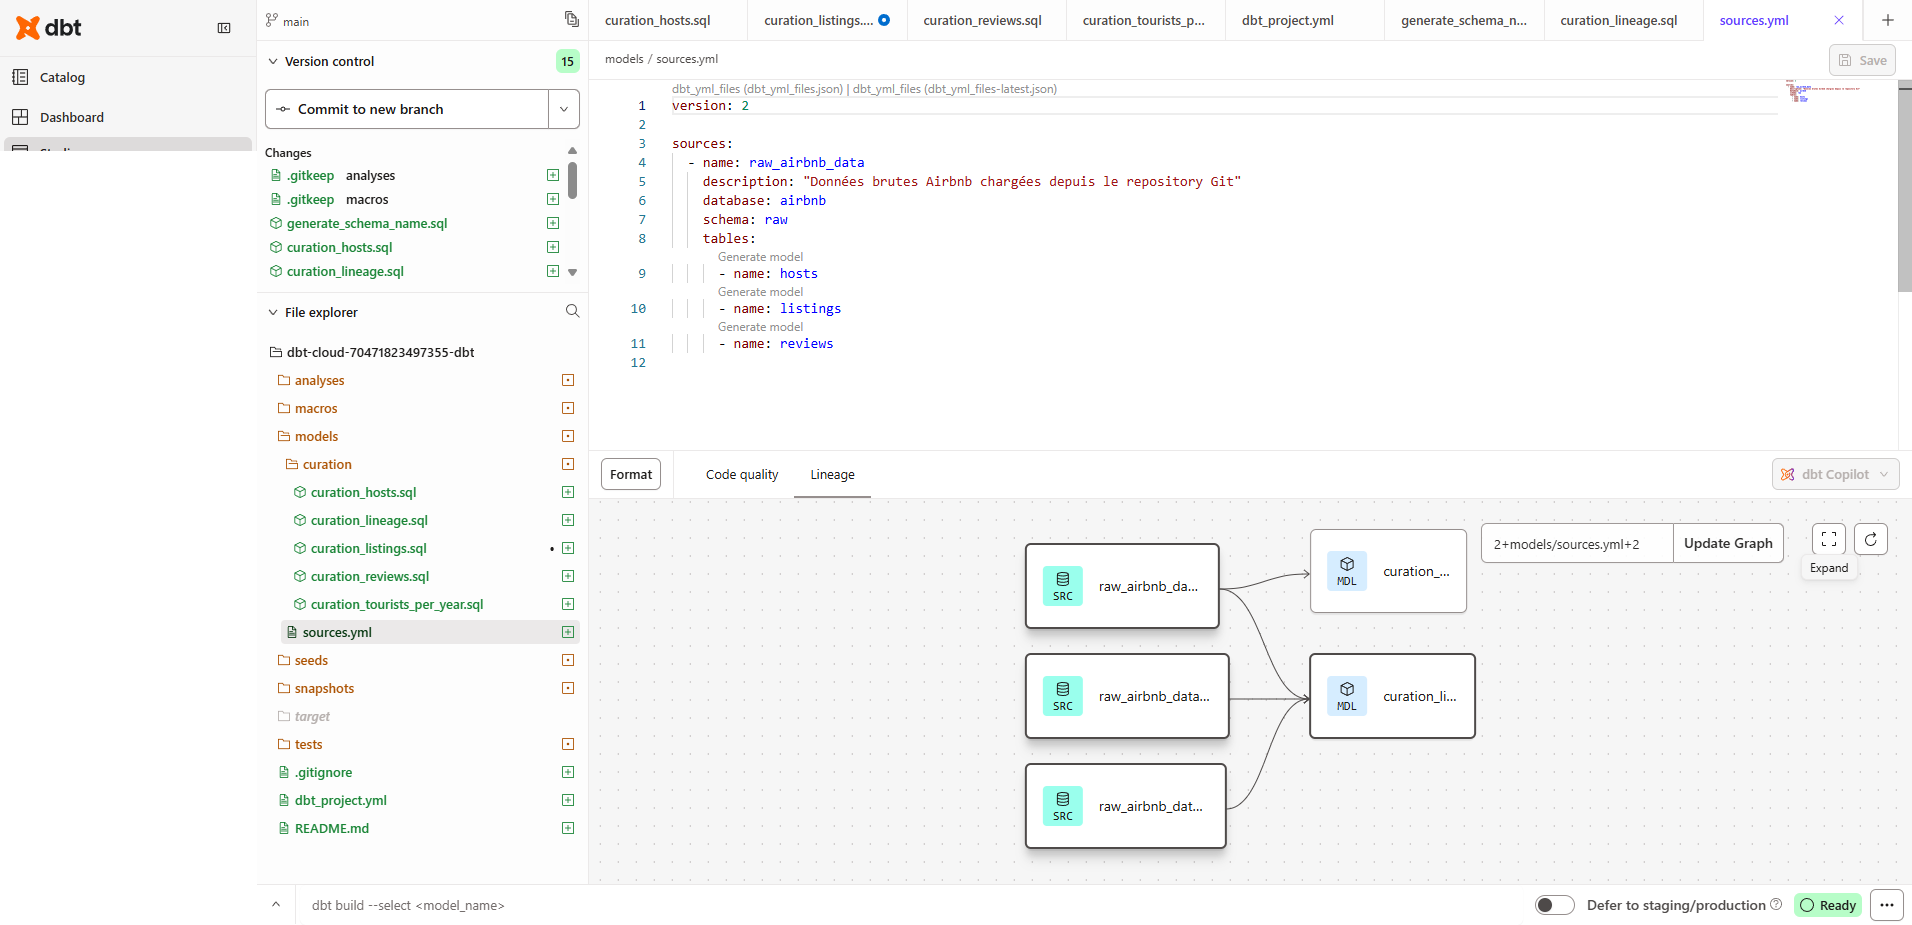 dbt
Catalog
Dashboard
main
Version control
15
Commit to new branch
Changes
.gitkeep analyses
.gitkeep macros
generate_schema_name.sql
curation_hosts.sql
curation_lineage.sql
File explorer
dbt-cloud-70471823497355-dbt
analyses
macros
models
curation
curation_hosts.sql
curation_lineage.sql
curation_listings.sql
curation_reviews.sql
curation_tourists_per_year.sql
sources.yml
seeds
snapshots
target
tests
.gitignore
dbt_project.yml
README.md
curation_hosts.sql
curation_listings....
curation_reviews.sql
curation_tourists_p...
dbt_project.yml
generate_schema_n...
curation_lineage.sql
sources.yml
models / sources.yml
Save
dbt_yml_files (dbt_yml_files.json) | dbt_yml_files (dbt_yml_files-latest.json)
1 version: 2
2
3 sources:
4 - name: raw_airbnb_data
5 description: "Données brutes Airbnb chargées depuis le repository Git"
6 database: airbnb
7 schema: raw
8 tables:
Generate model
9 - name: hosts
Generate model
10 - name: listings
Generate model
11 - name: reviews
12
Format
Code quality
Lineage
dbt Copilot
2+models/sources.yml+2
Update Graph
Expand
SRC raw_airbnb_da...
MDL curation_...
SRC raw_airbnb_data...
MDL curation_li...
SRC raw_airbnb_dat...
dbt build --select <model_name>
Defer to staging/production
Ready